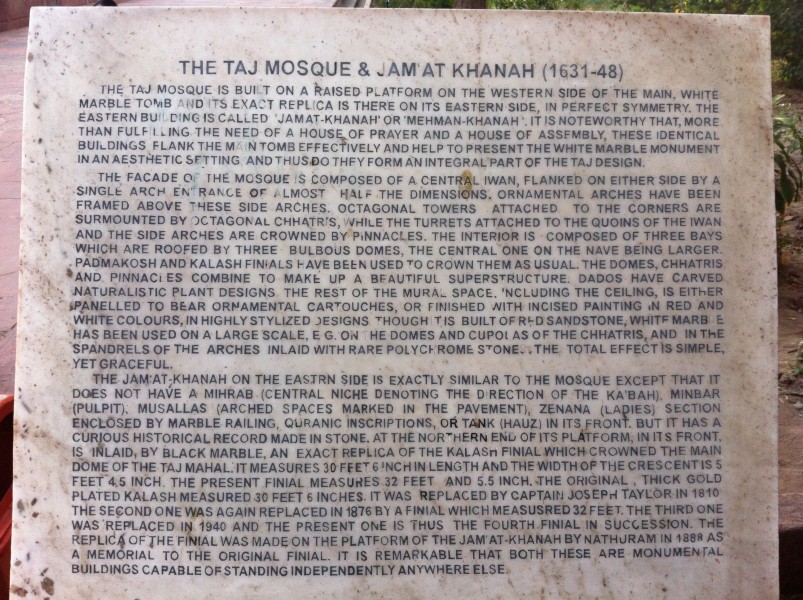 THE TAJ MOSQUE & JAM'AT KHANAH (1631-48)
THE TAJ MOSQUE IS BUILT ON A RAISED PLATFORM ON THE WESTERN SIDE OF THE MAIN, WHITE
MARBLE TOMB AND ITS EXACT REPLICA IS THERE ON ITS EASTERN SIDE, IN PERFECT SYMMETRY. THE
EASTERN BUILDING IS CALLED 'JAMAT-KHANAH' OR 'MEHMAN-KHANAH'. IT IS NOTEWORTHY THAT, MORE
THAN FULFILLING THE NEED OF A HOUSE OF PRAYER AND A HOUSE OF ASSEMBLY, THESE IDENTICAL
BUILDINGS FLANK THE MAIN TOMB EFFECTIVELY AND HELP TO PRESENT THE WHITE MARBLE MONUMENT
IN AN AESTHETIC SETTING, AND THUS DO THEY FORM AN INTEGRAL PART OF THE TAJ DESIGN.
THE FACADE OF THE MOSQUE IS COMPOSED OF A CENTRAL IWAN, FLANKED ON EITHER SIDE BY A
SINGLE ARCH ENTRANCE OF ALMOST HALF THE DIMENSIONS. ORNAMENTAL ARCHES HAVE BEEN
FRAMED ABOVE THESE SIDE ARCHES. OCTAGONAL TOWERS ATTACHED TO THE CORNERS ARE
SURMOUNTED BY OCTAGONAL CHHATRIS, WHILE THE TURRETS ATTACHED TO THE QUOINS OF THE IWAN
AND THE SIDE ARCHES ARE CROWNED BY PINNACLES. THE INTERIOR IS COMPOSED OF THREE BAYS
WHICH ARE ROOFED BY THREE BULBOUS DOMES, THE CENTRAL ONE ON THE NAVE BEING LARGER.
PADMAKOSH AND KALASH FINIALS HAVE BEEN USED TO CROWN THEM AS USUAL. THE DOMES, CHHATRIS
AND PINNACLES COMBINE TO MAKE UP A BEAUTIFUL SUPERSTRUCTURE. DADOS HAVE CARVED
NATURALISTIC PLANT DESIGNS. THE REST OF THE MURAL SPACE, INCLUDING THE CEILING, IS EITHER
PANELLED TO BEAR ORNAMENTAL CARTOUCHES, OR FINISHED WITH INCISED PAINTING IN RED AND
WHITE COLOURS, IN HIGHLY STYLIZED DESIGNS THOUGH IT IS BUILT OF RED SANDSTONE, WHITE MARBLE
HAS BEEN USED ON A LARGE SCALE, E.G. ON THE DOMES AND CUPOLAS OF THE CHHATRIS, AND IN THE
SPANDRELS OF THE ARCHES INLAID WITH RARE POLYCHROME STONE.. THE TOTAL EFFECT IS SIMPLE,
YET GRACEFUL.
THE JAM'AT-KHANAH ON THE EASTRN SIDE IS EXACTLY SIMILAR TO THE MOSQUE EXCEPT THAT IT
DOES NOT HAVE A MIHRAB (CENTRAL NICHE DENOTING THE DIRECTION OF THE KA'BAH), MINBAR
(PULPIT), MUSALLAS (ARCHED SPACES MARKED IN THE PAVEMENT), ZENANA (LADIES) SECTION
ENCLOSED BY MARBLE RAILING, QURANIC INSCRIPTIONS, OR TANK (HAUZ) IN ITS FRONT. BUT IT HAS A
CURIOUS HISTORICAL RECORD MADE IN STONE. AT THE NORTHERN END OF ITS PLATFORM, IN ITS FRONT,
IS INLAID, BY BLACK MARBLE, AN EXACT REPLICA OF THE KALASH FINIAL WHICH CROWNED THE MAIN
DOME OF THE TAJ MAHAL. IT MEASURES 30 FEET 6 INCH IN LENGTH AND THE WIDTH OF THE CRESCENT IS 5
FEET 4.5 INCH. THE PRESENT FINIAL MEASURES 32 FEET AND 5.5 INCH. THE ORIGINAL , THICK GOLD
PLATED KALASH MEASURED 30 FEET 6 INCHES. IT WAS REPLACED BY CAPTAIN JOSEPH TAYLOR IN 1810
THE SECOND ONE WAS AGAIN REPLACED IN 1876 BY A FINIAL WHICH MEASUSRED 32 FEET. THE THIRD ONE
WAS REPLACED IN 1940 AND THE PRESENT ONE IS THUS THE FOURTH FINIAL IN SUCCESSION. THE
REPLICA OF THE FINIAL WAS MADE ON THE PLATFORM OF THE JAM'AT-KHANAH BY NATHURAM IN 1888 AS
A MEMORIAL TO THE ORIGINAL FINIAL. IT IS REMARKABLE THAT BOTH THESE ARE MONUMENTAL
BUILDINGS CAPABLE OF STANDING INDEPENDENTLY ANYWHERE ELSE.